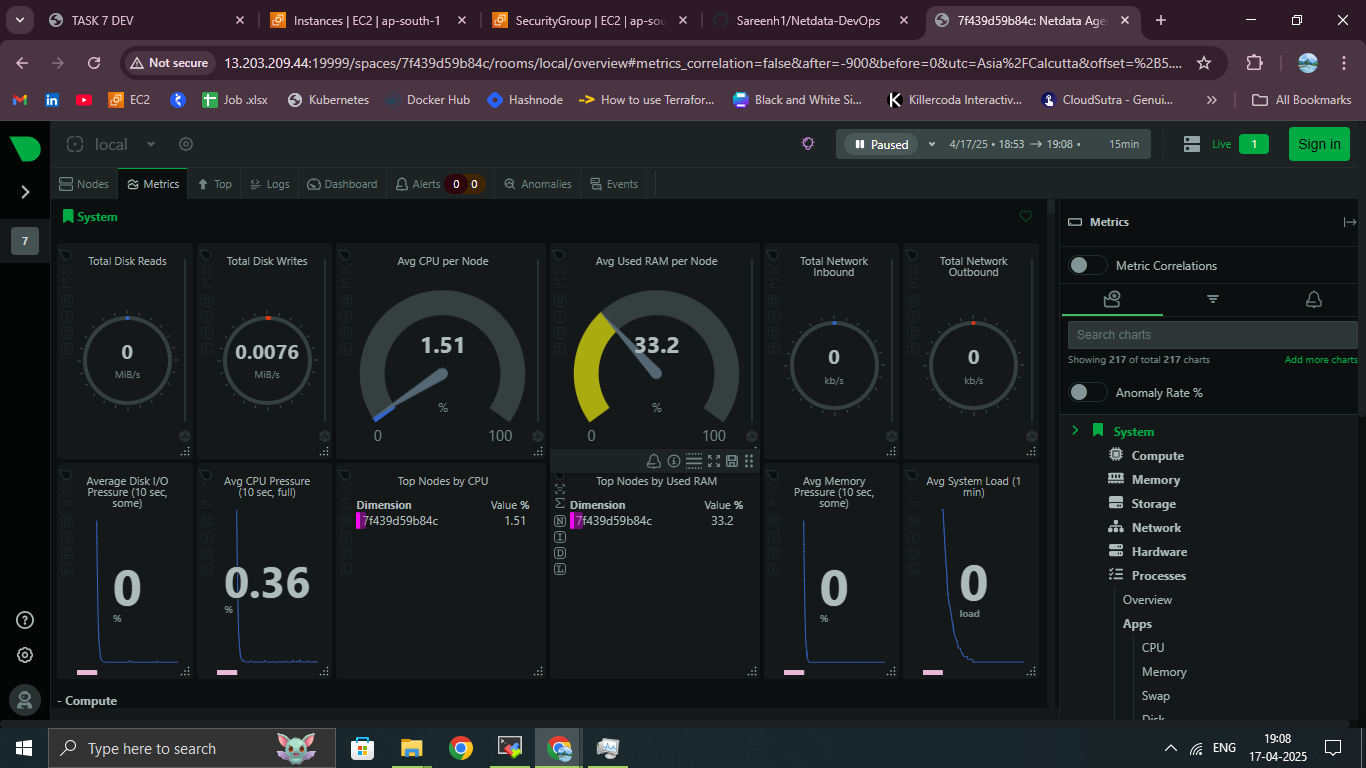 TASK 7 DEV
Instances | EC2 | ap-south-1
SecurityGroup | EC2 | ap-sou
Sareenh1/Netdata-DevOps
7f439d59b84c: Netdata Age
Not secure
13.203.209.44:19999/spaces/7f439d59b84c/rooms/local/overview#metrics_correlation=false&after=-900&before=0&utc=Asia%2FCalcutta&offset=%2B5....
EC2
Job .xlsx
Kubernetes
Docker Hub
Hashnode
How to use Terrafor...
Black and White Si...
Killercoda Interactiv...
CloudSutra - Genui...
All Bookmarks
local
Paused
4/17/25 • 18:53 → 19:08 •
15min
Live
1
Sign in
Nodes
Metrics
Top
Logs
Dashboard
Alerts
0
0
Anomalies
Events
7
System
Total Disk Reads
0
MiB/s
Total Disk Writes
0.0076
MiB/s
Avg CPU per Node
1.51
%
0
100
Avg Used RAM per Node
33.2
%
0
100
Total Network
Inbound
0
kb/s
Total Network
Outbound
0
kb/s
Average Disk I/O
Pressure (10 sec,
some)
0
%
Avg CPU Pressure
(10 sec, full)
0.36
%
Top Nodes by CPU
Dimension Value %
7f439d59b84c 1.51
Top Nodes by Used RAM
Dimension Value %
7f439d59b84c 33.2
Avg Memory
Pressure (10 sec,
some)
0
%
Avg System Load (1
min)
0
load
- Compute
Metrics
Metric Correlations
Search charts
Showing 217 of total 217 charts
Add more charts
Anomaly Rate %
System
Compute
Memory
Storage
Network
Hardware
Processes
Overview
Apps
CPU
Memory
Swap
Disk
Type here to search
ENG
19:08
17-04-2025